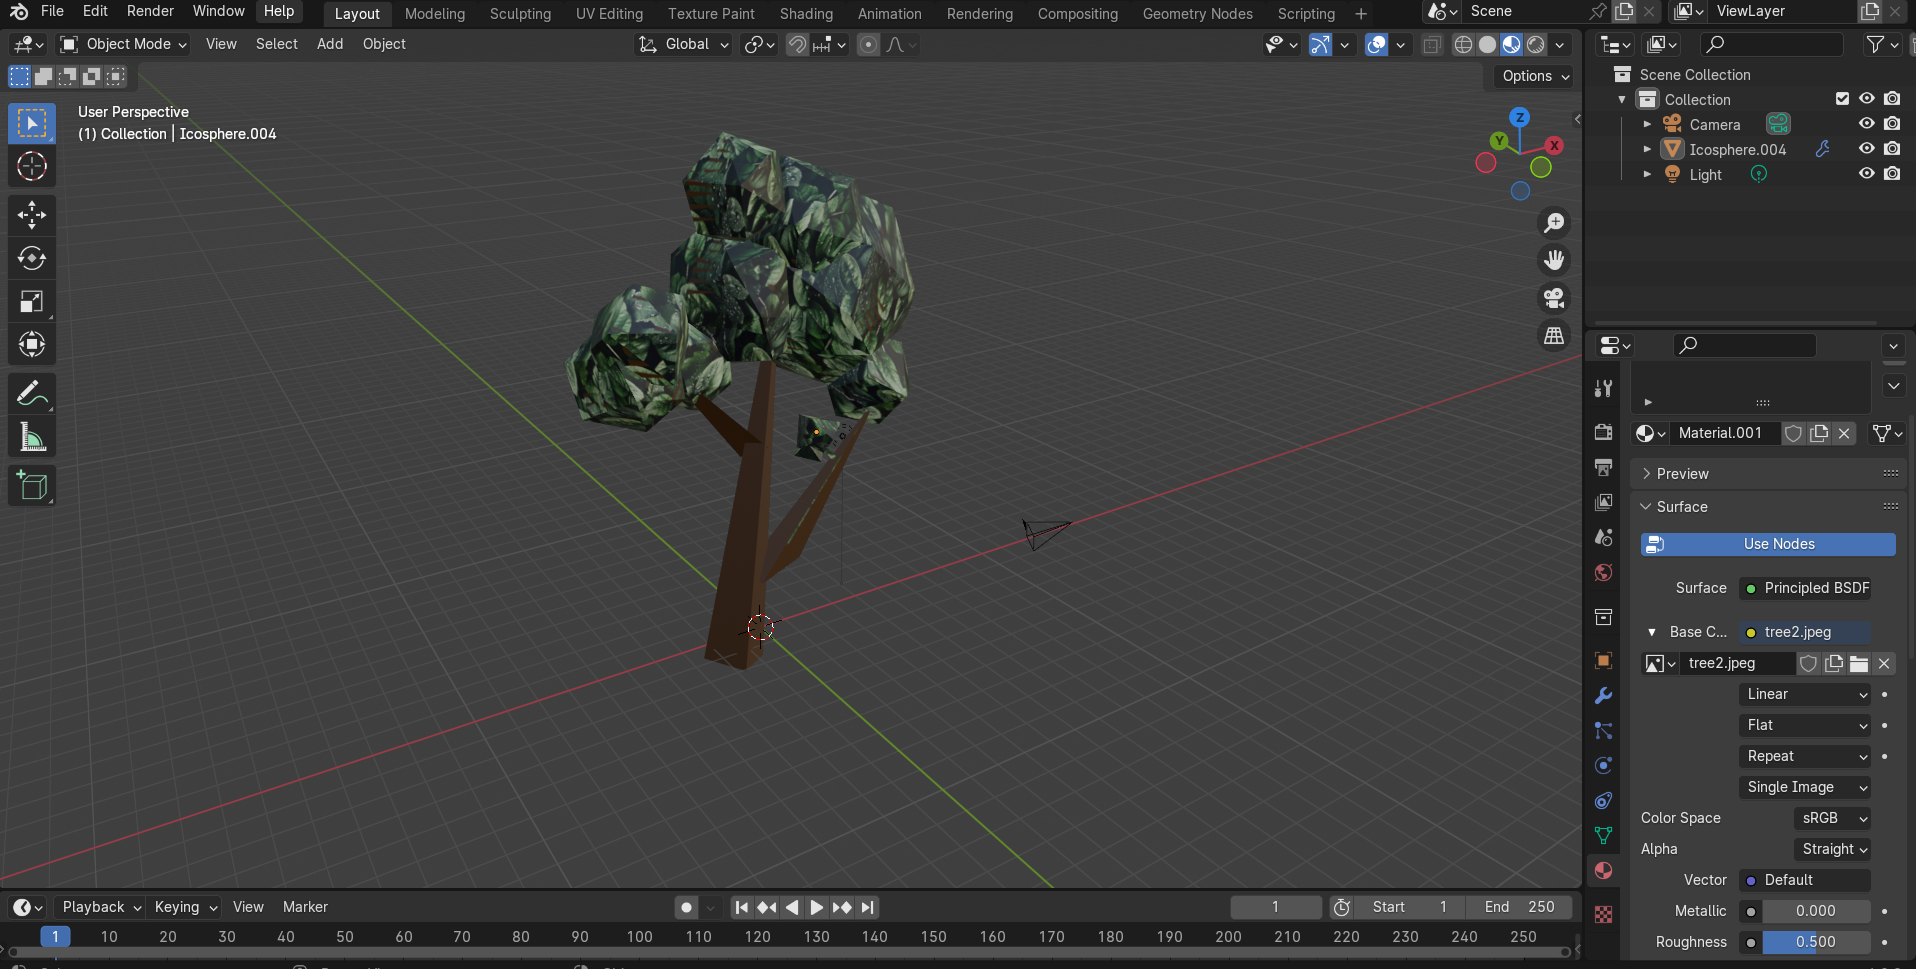 File Edit Render Window Help Layout Modeling Sculpting UV Editing Texture Paint Shading Animation Rendering Compositing Geometry Nodes Scripting + Scene ViewLayer
Object Mode View Select Add Object Global
Options
User Perspective
(1) Collection | Icosphere.004
Z
Y
X
Scene Collection
Collection
Camera
Icosphere.004
Light
Material.001
Preview
Surface
Use Nodes
Surface Principled BSDF
Base C... tree2.jpeg
tree2.jpeg
Linear
Flat
Repeat
Single Image
Color Space sRGB
Alpha Straight
Vector Default
Metallic 0.000
Roughness 0.500
Playback Keying View Marker 1 Start 1 End 250
1 10 20 30 40 50 60 70 80 90 100 110 120 130 140 150 160 170 180 190 200 210 220 230 240 250